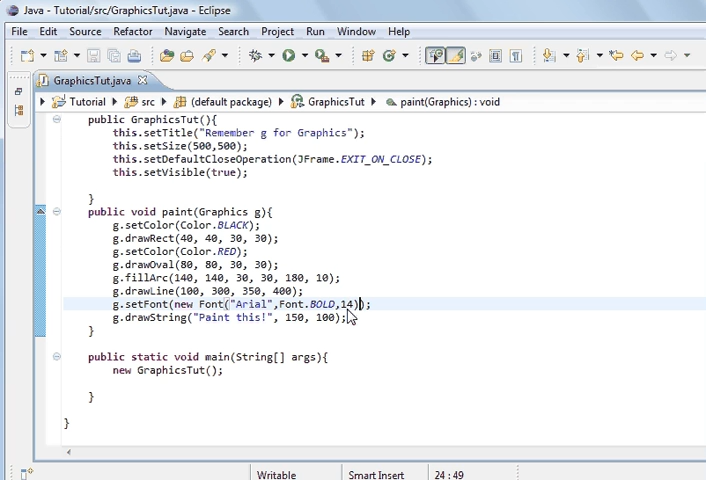 Java - Tutorial/src/GraphicsTut.java - Eclipse
File Edit Source Refactor Navigate Search Project Run Window Help
GraphicsTut.java
Tutorial src (default package) GraphicsTut paint(Graphics) : void
public GraphicsTut(){
this.setTitle("Remember g for Graphics");
this.setSize(500,500);
this.setDefaultCloseOperation(JFrame.EXIT_ON_CLOSE);
this.setVisible(true);
}
public void paint(Graphics g){
g.setColor(Color.BLACK);
g.drawRect(40, 40, 30, 30);
g.setColor(Color.RED);
g.drawOval(80, 80, 30, 30);
g.fillArc(140, 140, 30, 30, 180, 10);
g.drawLine(100, 300, 350, 400);
g.setFont(new Font("Arial",Font.BOLD,14));
g.drawString("Paint this!", 150, 100);
}
public static void main(String[] args){
new GraphicsTut();
}
}
Writable Smart Insert 24 : 49